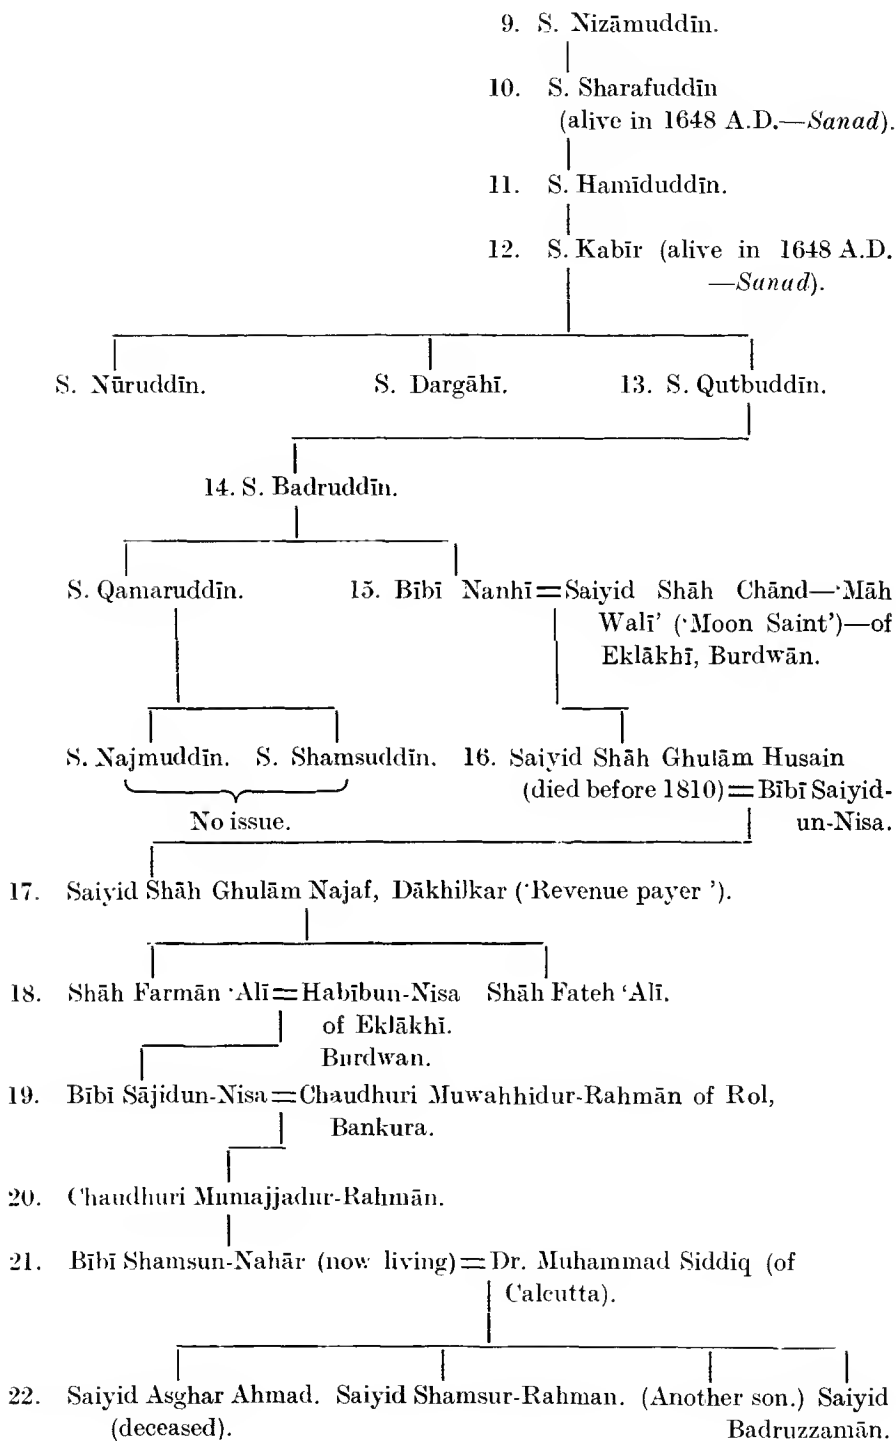 9. S. Nizāmuddīn.
10. S. Sharafuddīn
(alive in 1648 A.D.—Sanad).
11. S. Hamīduddīn.
12. S. Kabīr (alive in 1648 A.D.
—Sanad).
S. Nūruddīn. S. Dargāhī. 13. S. Qutbuddīn.
14. S. Badruddīn.
S. Qamaruddīn. 15. Bībī Nanhī=Saiyid Shāh Chānd—‘Māh
Walī’ (‘Moon Saint’)—of
Eklākhī, Burdwān.
S. Najmuddīn. S. Shamsuddīn. 16. Saiyid Shāh Ghulām Husain
(died before 1810)=Bībī Saiyid-
No issue. un-Nisa.
17. Saiyid Shāh Ghulām Najaf, Dākhilkar (‘Revenue payer’).
18. Shāh Farmān ‘Alī=Habībun-Nisa Shāh Fateh ‘Alī.
of Eklākhī.
Burdwan.
19. Bībī Sājidun-Nisa=Chaudhuri Muwahhidur-Rahmān of Rol,
Bankura.
20. Chaudhuri Mumajjadur-Rahmān.
21. Bībī Shamsun-Nahār (now living)=Dr. Muhammad Siddiq (of
Calcutta).
22. Saiyid Asghar Ahmad. Saiyid Shamsur-Rahman. (Another son.) Saiyid
(deceased). Badruzzamān.